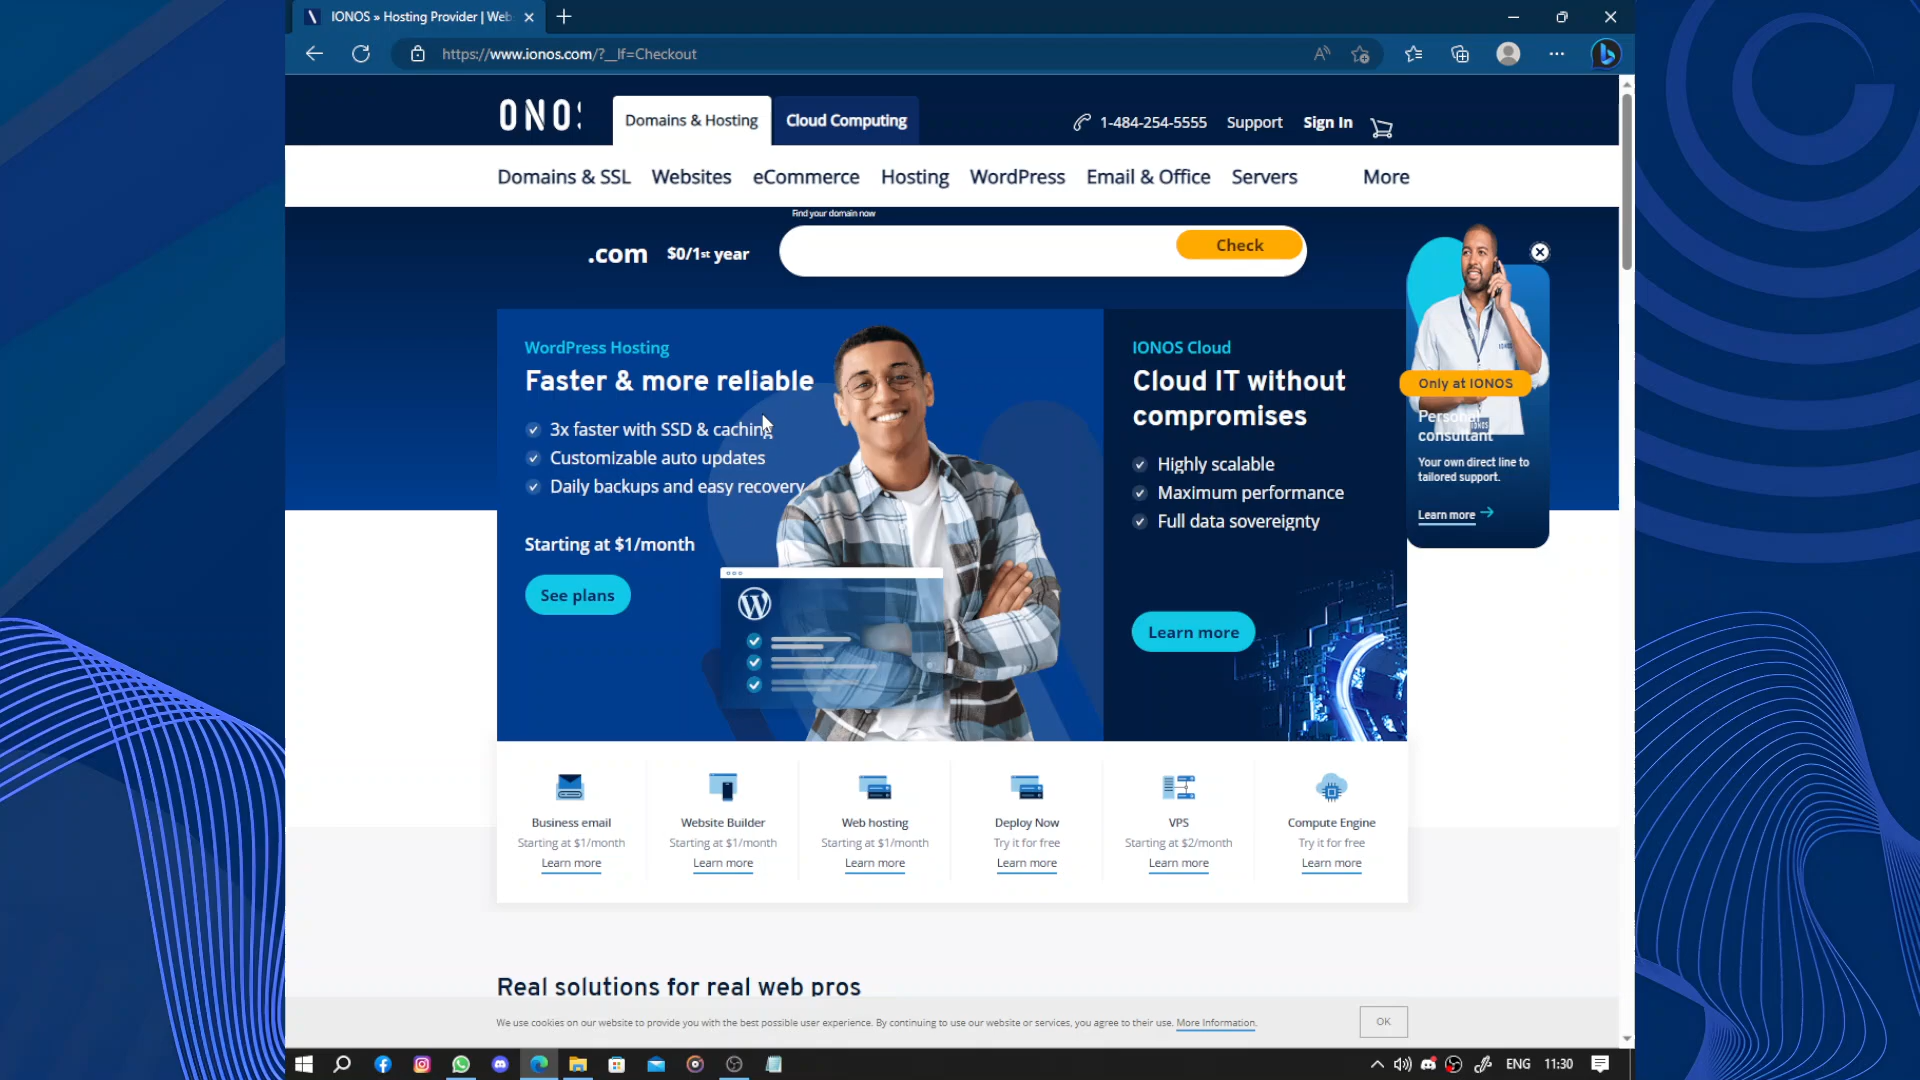 IONOS » Hosting Provider | Web
https://www.ionos.com/?__lf=Checkout
IONOS
Domains & Hosting
Cloud Computing
1-484-254-5555
Support
Sign In
Domains & SSL
Websites
eCommerce
Hosting
WordPress
Email & Office
Servers
More
Find your domain now
.com $0/1st year
Check
WordPress Hosting
Faster & more reliable
3x faster with SSD & caching
Customizable auto updates
Daily backups and easy recovery
Starting at $1/month
See plans
IONOS Cloud
Cloud IT without
compromises
Highly scalable
Maximum performance
Full data sovereignty
Learn more
Only at IONOS
Personal
consultant
Your own direct line to
tailored support.
Learn more
Business email
Starting at $1/month
Learn more
Website Builder
Starting at $1/month
Learn more
Web hosting
Starting at $1/month
Learn more
Deploy Now
Try it for free
Learn more
VPS
Starting at $2/month
Learn more
Compute Engine
Try it for free
Learn more
Real solutions for real web pros
We use cookies on our website to provide you with the best possible user experience. By continuing to use our website or services, you agree to their use. More Information.
OK
ENG
11:30